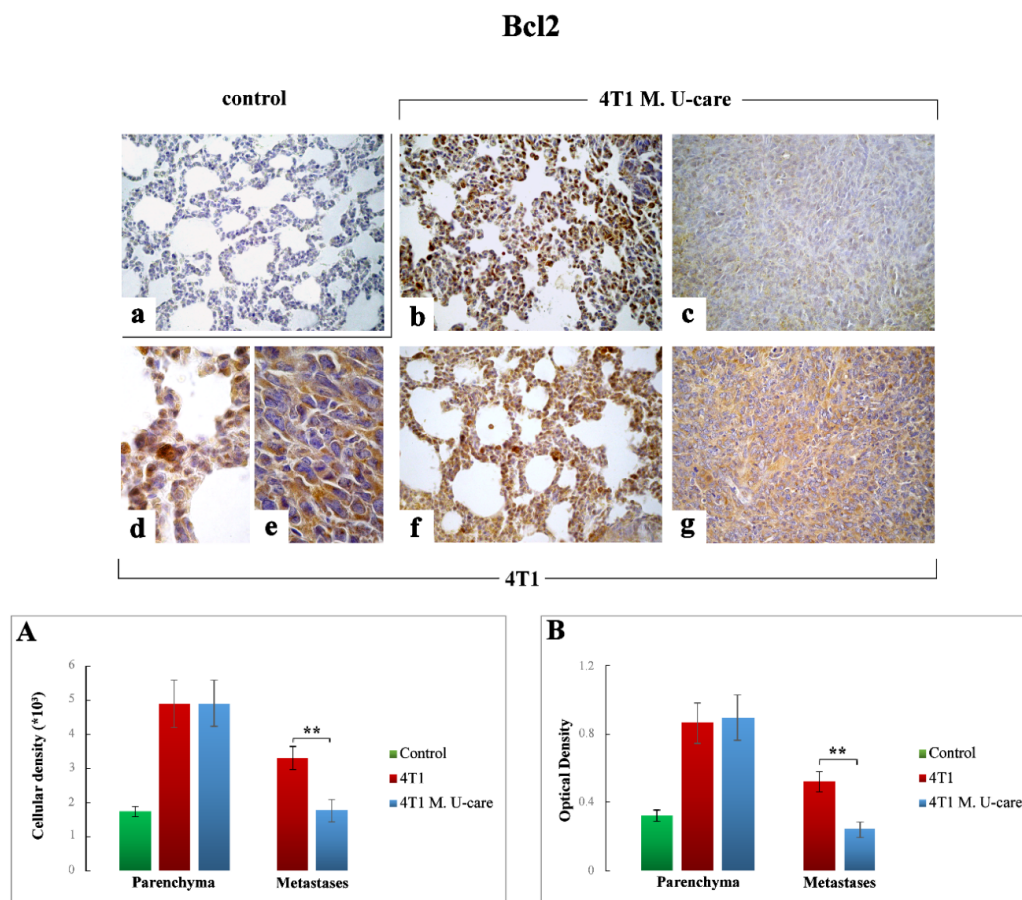 Bcl2
control
4T1 M. U-care
a
b
c
d
e
f
g
4T1
A
Cellular density (*10³)
6
5
4
3
2
1
0
**
Control
4T1
4T1 M. U-care
Parenchyma
Metastases
B
Optical Density
1.2
0.8
0.4
0
**
Control
4T1
4T1 M. U-care
Parenchyma
Metastases